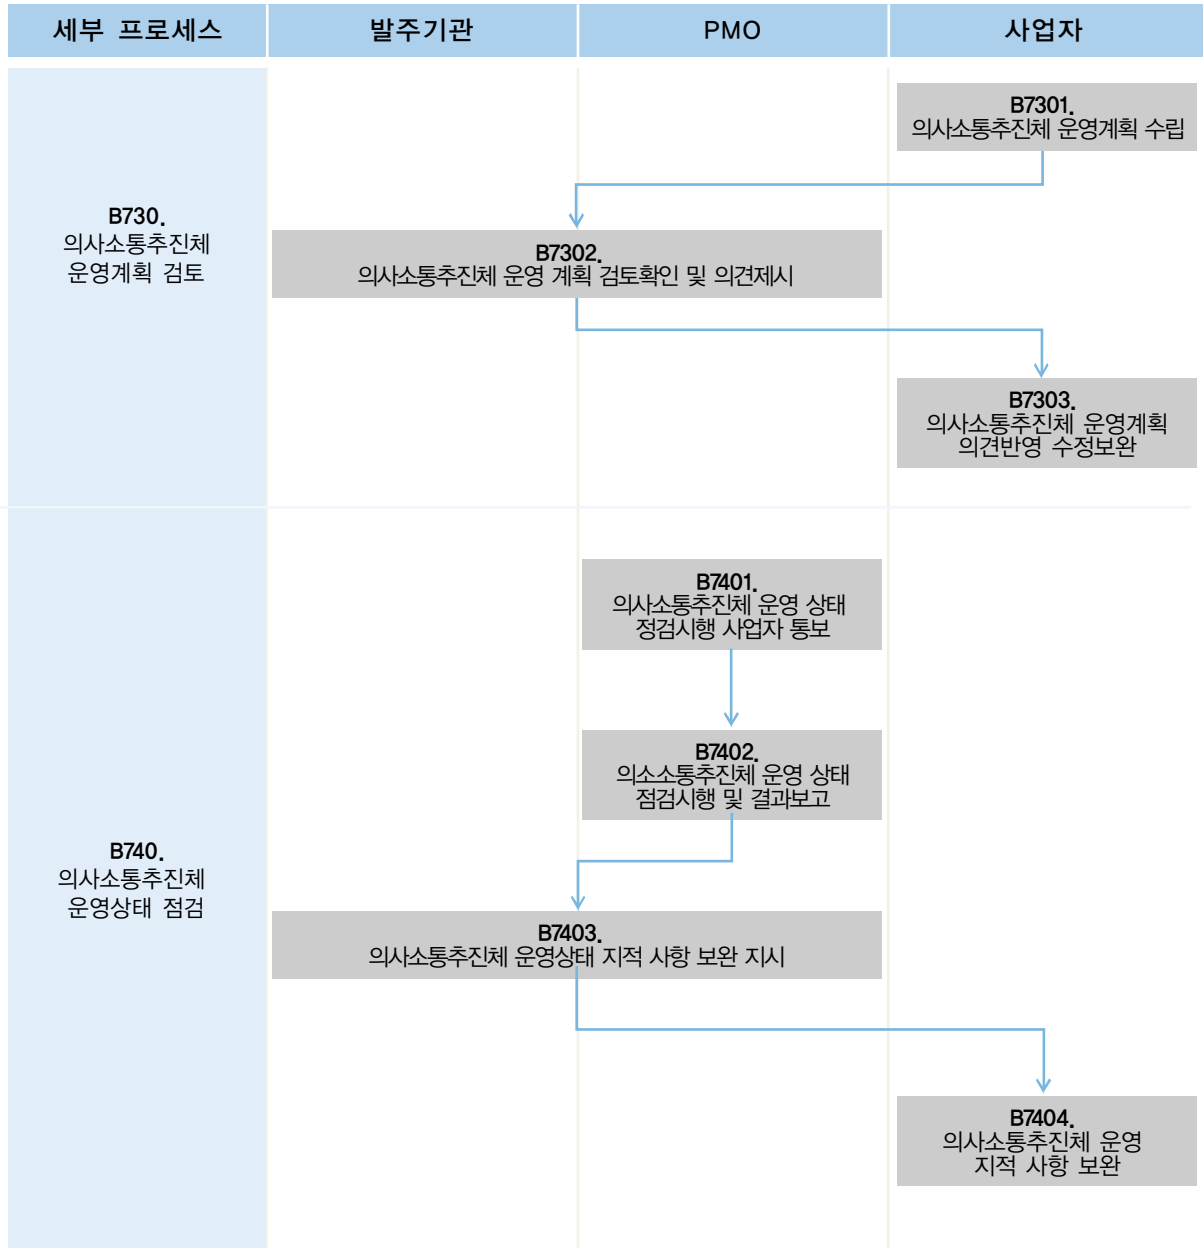 세부 프로세스 발주기관 PMO 사업자
B730.
의사소통추진체
운영계획 검토
B7301.
의사소통추진체 운영계획 수립
B7302.
의사소통추진체 운영 계획 검토확인 및 의견제시
B7303.
의사소통추진체 운영계획
의견반영 수정보완
B740.
의사소통추진체
운영상태 점검
B7401.
의사소통추진체 운영 상태
정검시행 사업자 통보
B7402.
의소소통추진체 운영 상태
점검시행 및 결과보고
B7403.
의사소통추진체 운영상태 지적 사항 보완 지시
B7404.
의사소통추진체 운영
지적 사항 보완